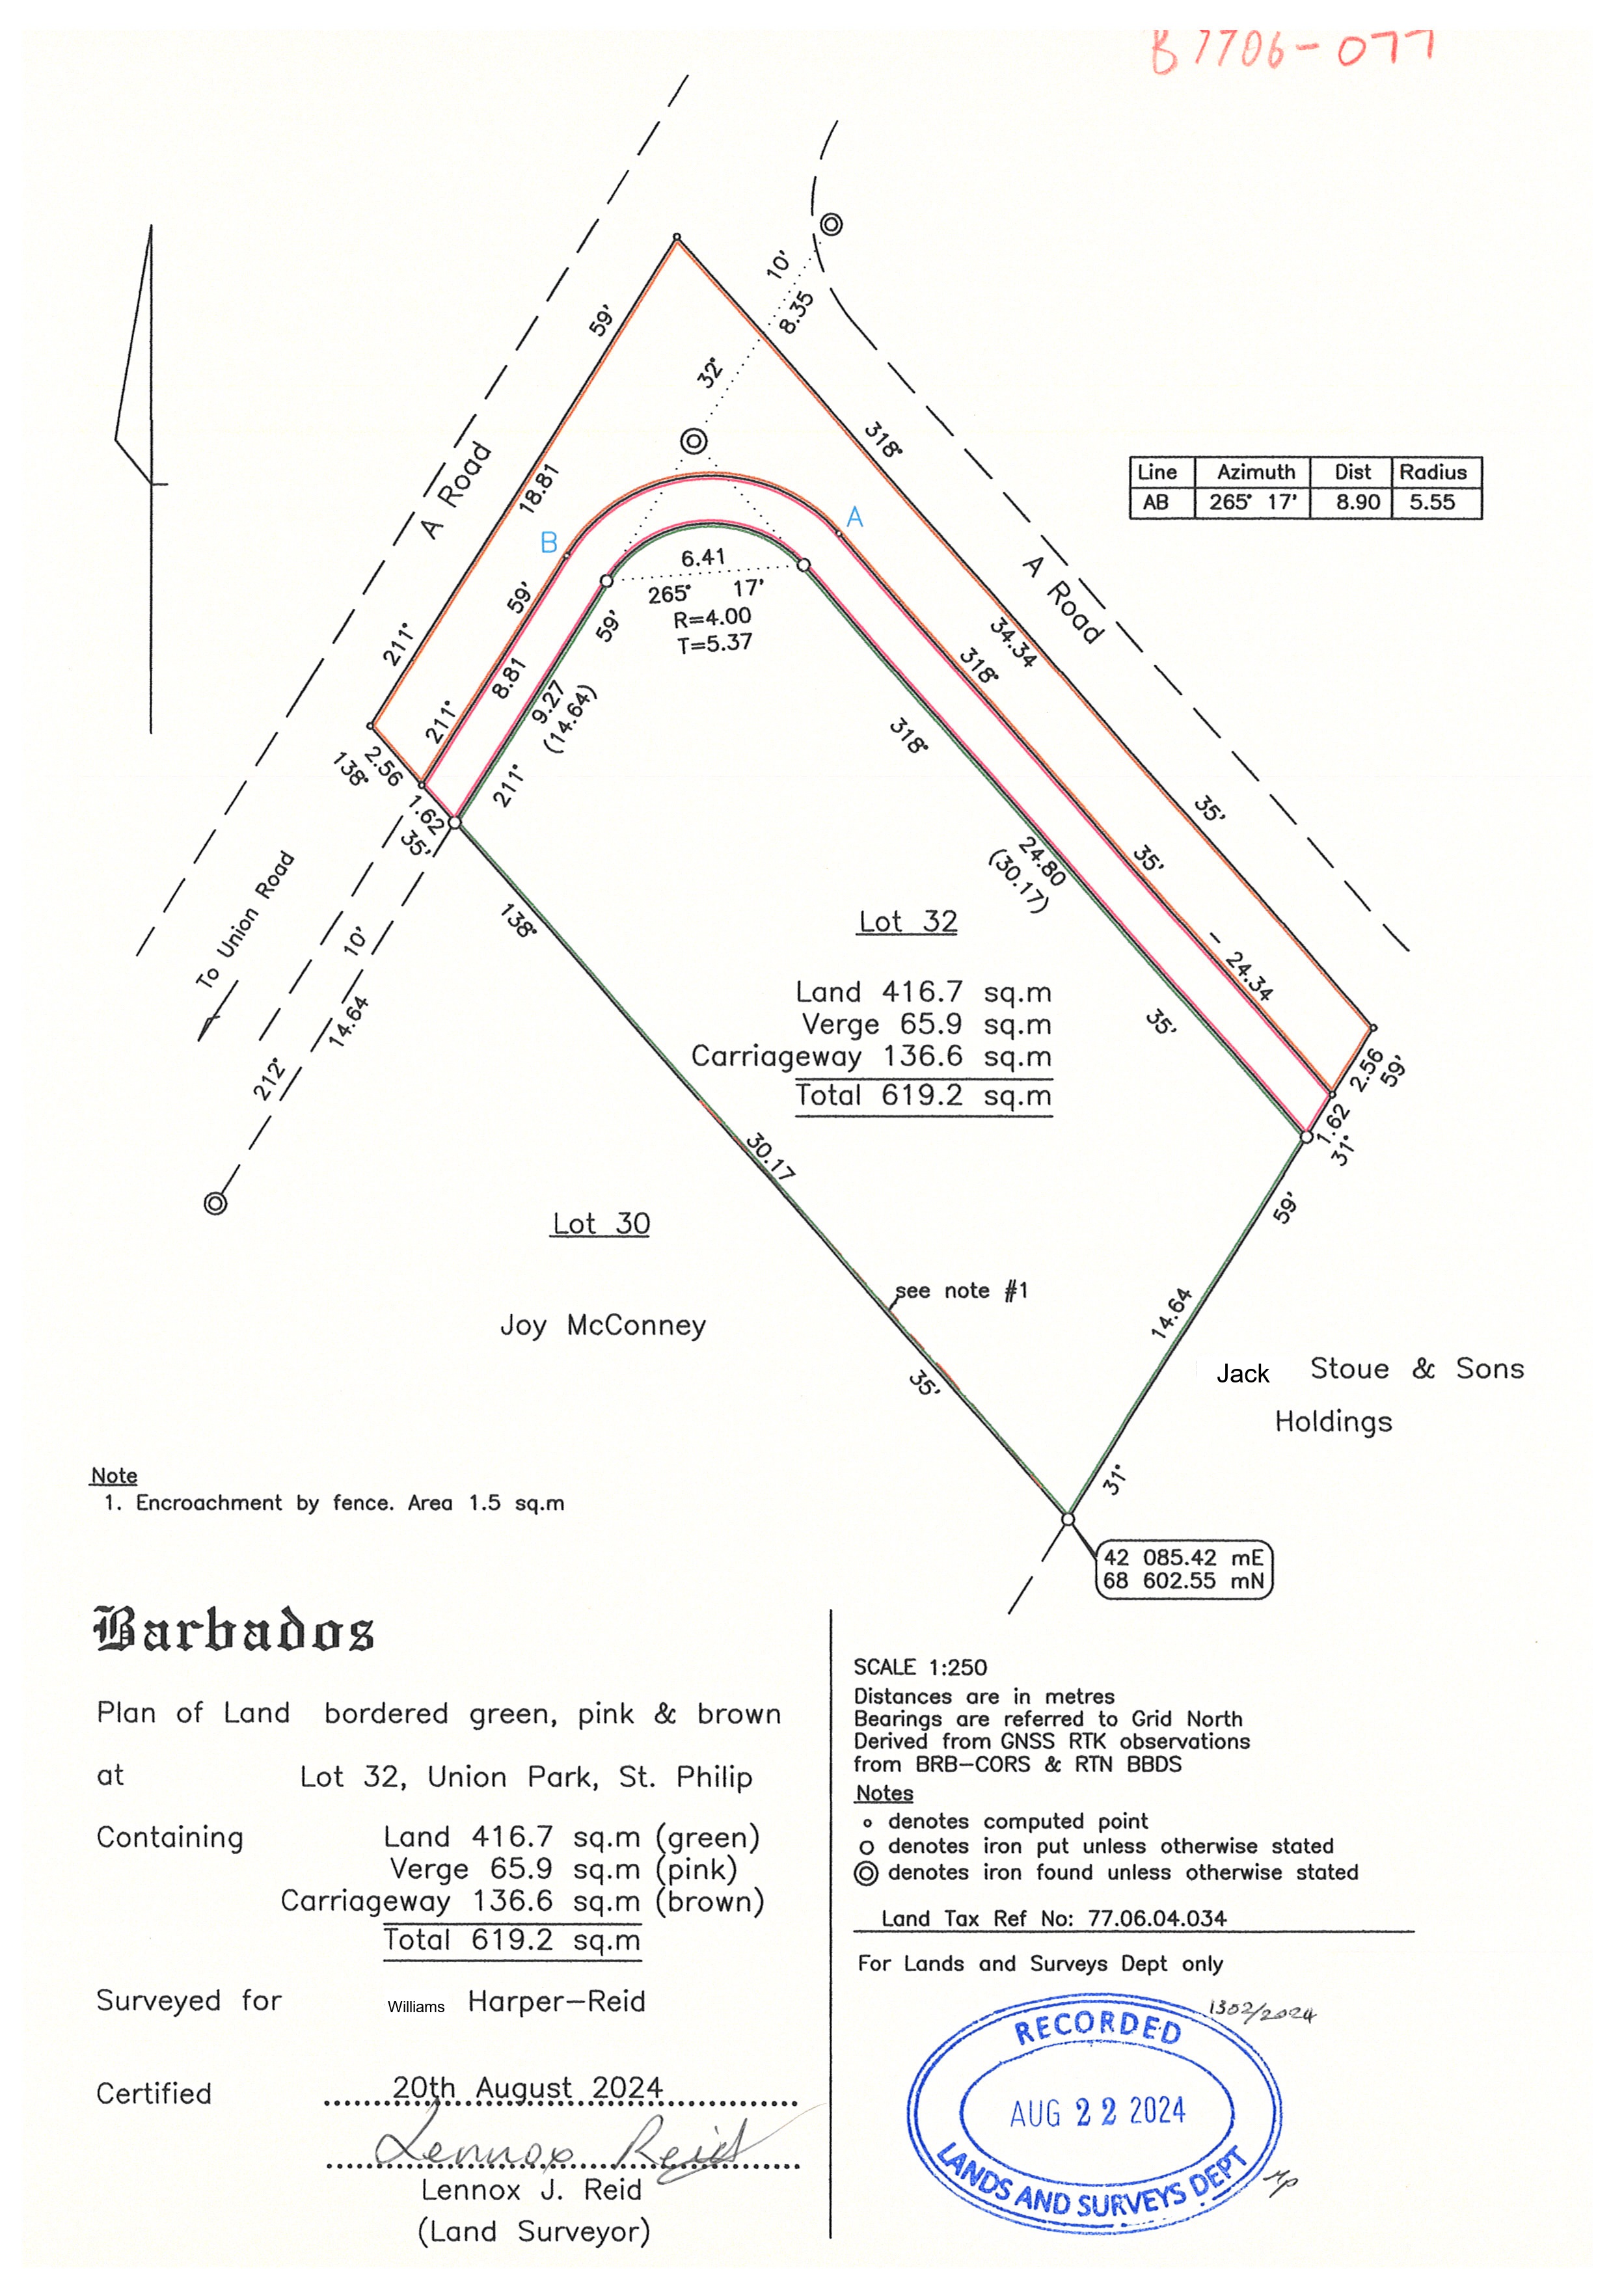 B7706-077
10'
8.35
32°
59'
18.81
211°
A Road
318°
34.34
35'
A Road
Line Azimuth Dist Radius
AB 265° 17' 8.90 5.55
B
A
6.41
265° 17'
R=4.00
T=5.37
59'
8.81
211°
59'
9.27
(14.64)
211°
318°
35'
24.34
318°
24.80
(30.17)
35'
2.56
138°
1.62
35'
To Union Road
10'
14.64
212°
138°
30.17
35'
Lot 32
Land 416.7 sq.m
Verge 65.9 sq.m
Carriageway 136.6 sq.m
Total 619.2 sq.m
2.56
59'
1.62
31°
59'
14.64
31°
Lot 30
Joy McConney
see note #1
Jack Stoue & Sons
Holdings
Note
1. Encroachment by fence. Area 1.5 sq.m
42 085.42 mE
68 602.55 mN
Barbados
Plan of Land bordered green, pink & brown
at Lot 32, Union Park, St. Philip
Containing Land 416.7 sq.m (green)
Verge 65.9 sq.m (pink)
Carriageway 136.6 sq.m (brown)
Total 619.2 sq.m
Surveyed for Williams Harper-Reid
Certified 20th August 2024
Lennox Reid
Lennox J. Reid
(Land Surveyor)
SCALE 1:250
Distances are in metres
Bearings are referred to Grid North
Derived from GNSS RTK observations
from BRB-CORS & RTN BBDS
Notes
o denotes computed point
O denotes iron put unless otherwise stated
◎ denotes iron found unless otherwise stated
Land Tax Ref No: 77.06.04.034
For Lands and Surveys Dept only
1302/2024
RECORDED
AUG 22 2024
LANDS AND SURVEYS DEPT